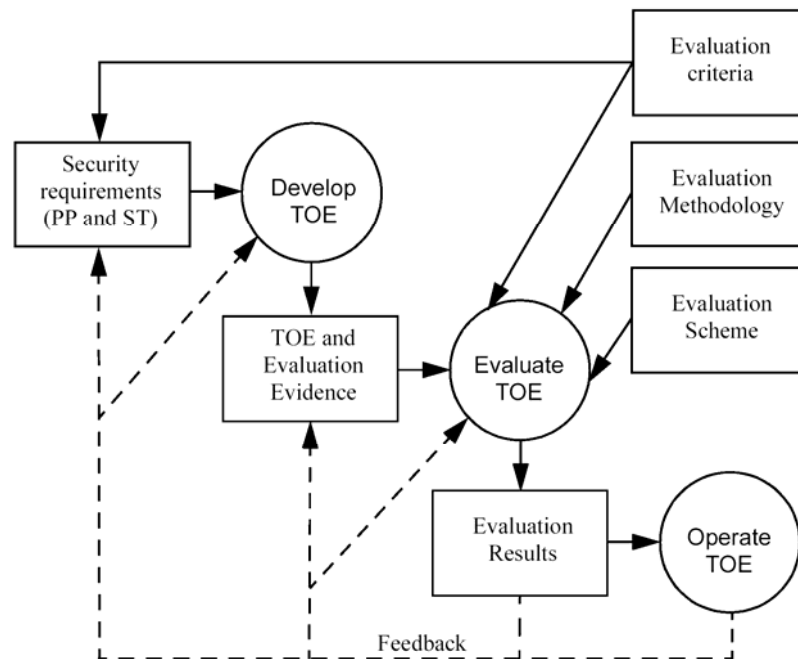 Evaluation
criteria
Security
requirements
(PP and ST)
Develop
TOE
Evaluation
Methodology
TOE and
Evaluation
Evidence
Evaluate
TOE
Evaluation
Scheme
Evaluation
Results
Operate
TOE
Feedback